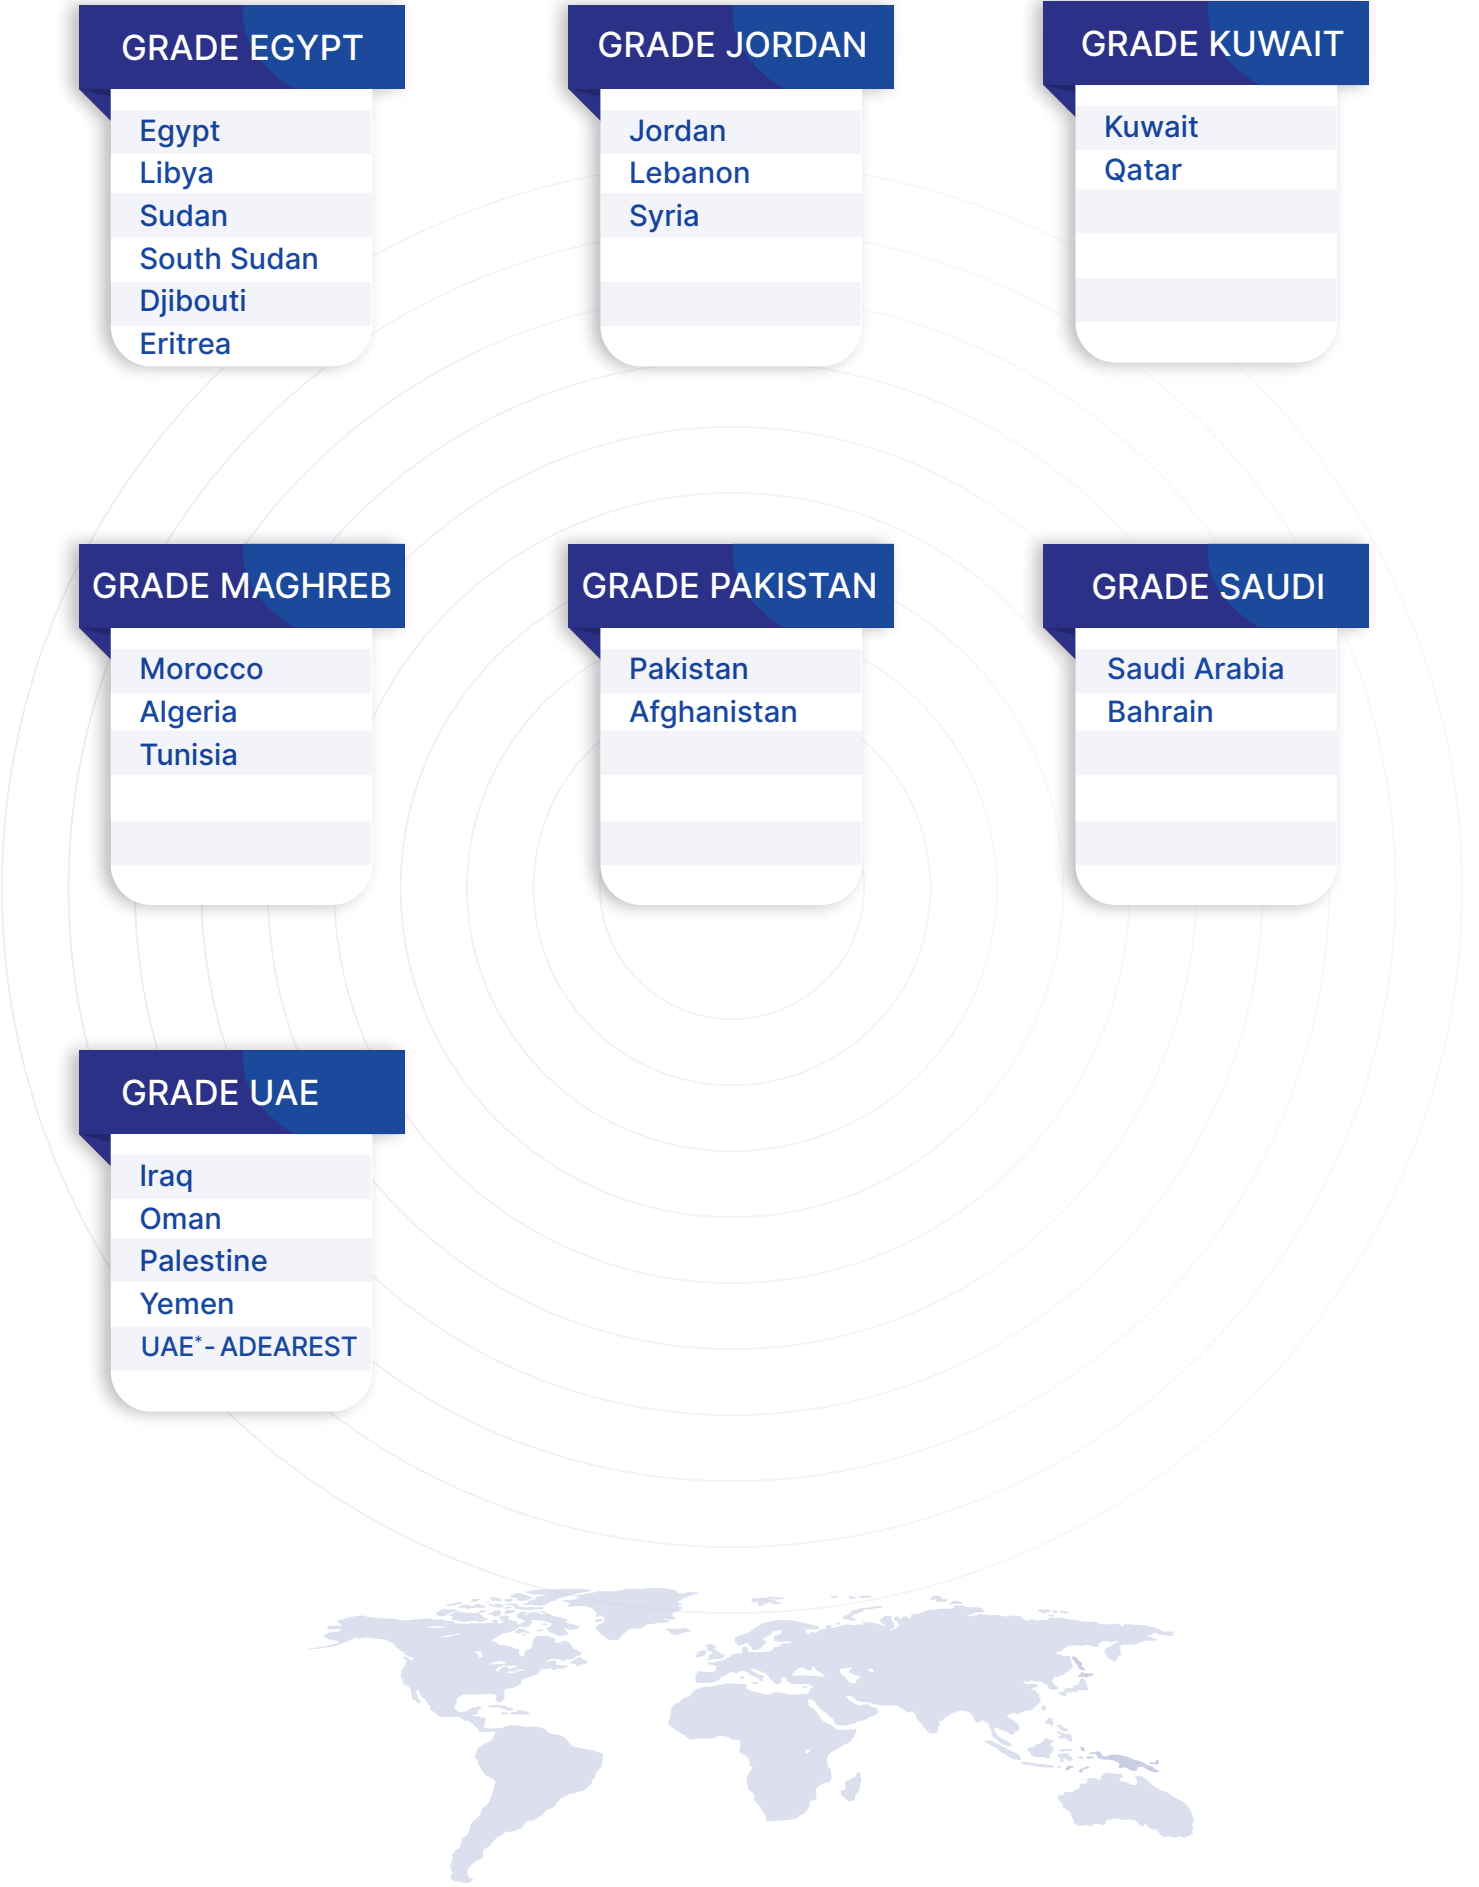 GRADE EGYPT
Egypt
Libya
Sudan
South Sudan
Djibouti
Eritrea
GRADE JORDAN
Jordan
Lebanon
Syria
GRADE KUWAIT
Kuwait
Qatar
GRADE MAGHREB
Morocco
Algeria
Tunisia
GRADE PAKISTAN
Pakistan
Afghanistan
GRADE SAUDI
Saudi Arabia
Bahrain
GRADE UAE
Iraq
Oman
Palestine
Yemen
UAE*- ADEAREST